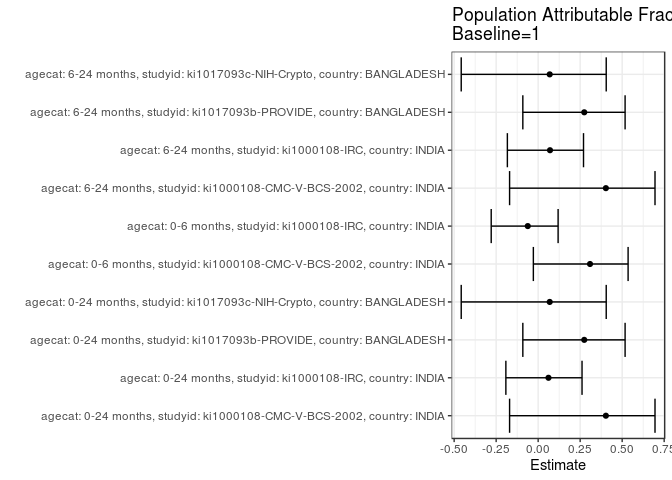 Population Attributable Frac
Baseline=1
agecat: 6-24 months, studyid: ki1017093c-NIH-Crypto, country: BANGLADESH
agecat: 6-24 months, studyid: ki1017093b-PROVIDE, country: BANGLADESH
agecat: 6-24 months, studyid: ki1000108-IRC, country: INDIA
agecat: 6-24 months, studyid: ki1000108-CMC-V-BCS-2002, country: INDIA
agecat: 0-6 months, studyid: ki1000108-IRC, country: INDIA
agecat: 0-6 months, studyid: ki1000108-CMC-V-BCS-2002, country: INDIA
agecat: 0-24 months, studyid: ki1017093c-NIH-Crypto, country: BANGLADESH
agecat: 0-24 months, studyid: ki1017093b-PROVIDE, country: BANGLADESH
agecat: 0-24 months, studyid: ki1000108-IRC, country: INDIA
agecat: 0-24 months, studyid: ki1000108-CMC-V-BCS-2002, country: INDIA
-0.50 -0.25 0.00 0.25 0.50 0.75
Estimate